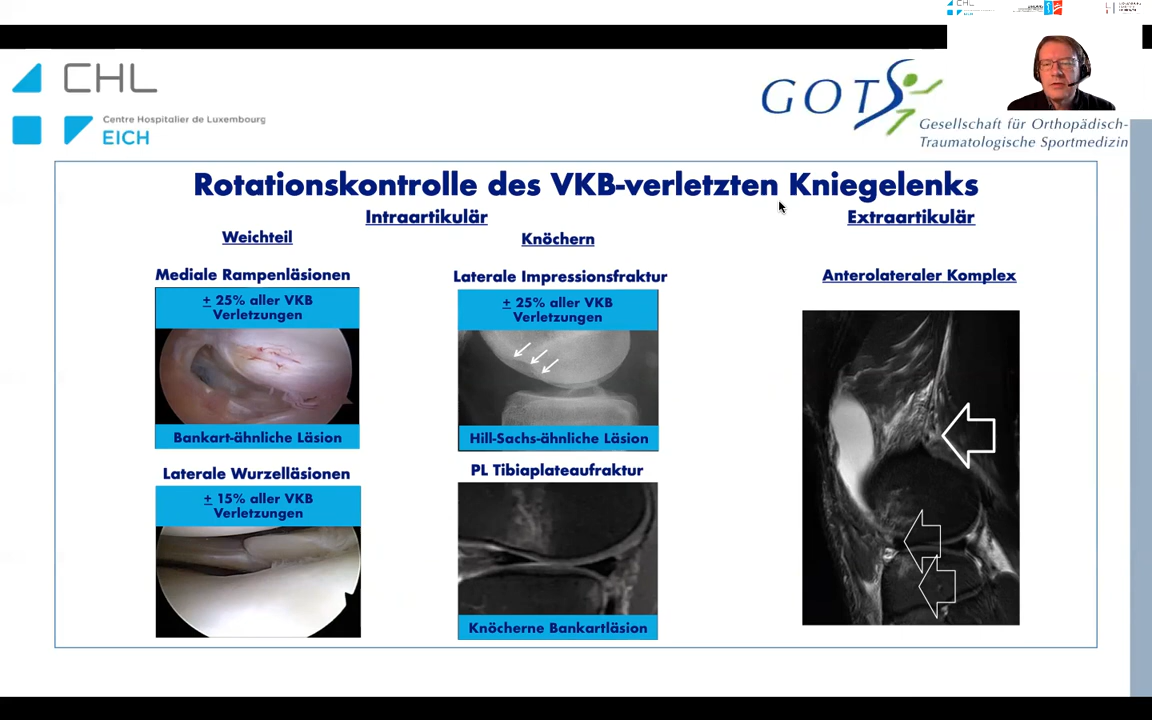 CHL
EICH
CHL
Centre Hospitalier de Luxembourg
EICH
GOTS
Gesellschaft für Orthopädisch-
Traumatologische Sportmedizin
Rotationskontrolle des VKB-verletzten Kniegelenks
Intraartikulär
Extraartikulär
Weichteil
Knöchern
Mediale Rampenläsionen
Laterale Impressionsfraktur
Anterolateraler Komplex
± 25% aller VKB
Verletzungen
± 25% aller VKB
Verletzungen
Bankart-ähnliche Läsion
Hill-Sachs-ähnliche Läsion
Laterale Wurzelläsionen
PL Tibiaplateaufraktur
± 15% aller VKB
Verletzungen
Knöcherne Bankartläsion